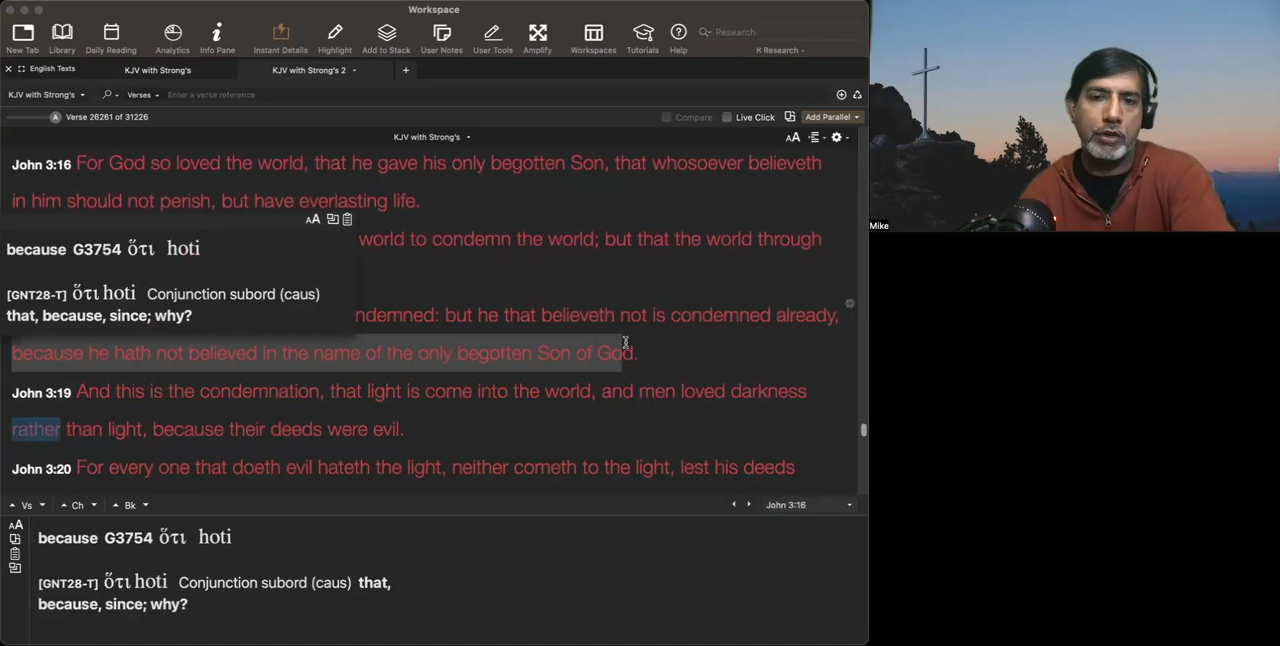 Workspace
New Tab Library Daily Reading Analytics Info Pane Instant Details Highlight Add to Stack User Notes User Tools Amplify Workspaces Tutorials Help Research
English Texts KJV with Strong's KJV with Strong's 2 +
KJV with Strong's Verses Enter a verse reference
A Verse 26261 of 31226 Compare Live Click Add Parallel
KJV with Strong's
John 3:16 For God so loved the world, that he gave his only begotten Son, that whosoever believeth
in him should not perish, but have everlasting life.
world to condemn the world; but that the world through
because G3754 ὅτι hoti
[GNT28-T] ὅτι hoti Conjunction subord (caus)
that, because, since; why?
ndemned: but he that believeth not is condemned already,
because he hath not believed in the name of the only begotten Son of God.
John 3:19 And this is the condemnation, that light is come into the world, and men loved darkness
rather than light, because their deeds were evil.
John 3:20 For every one that doeth evil hateth the light, neither cometh to the light, lest his deeds
Vs Ch Bk John 3:16
because G3754 ὅτι hoti
[GNT28-T] ὅτι hoti Conjunction subord (caus) that,
because, since; why?
Mike